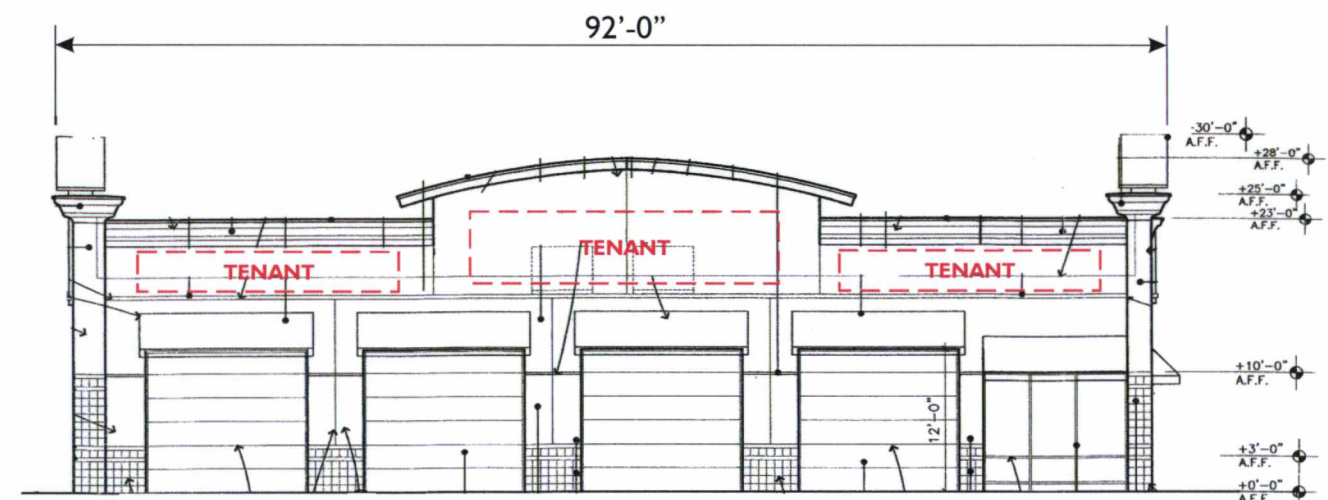 92'-0"
-30'-0"
A.F.F.
+28'-0"
A.F.F.
+25'-0"
A.F.F.
+23'-0"
A.F.F.
TENANT
TENANT
TENANT
+10'-0"
A.F.F.
12'-0"
+3'-0"
A.F.F.
+0'-0"
A.F.F.